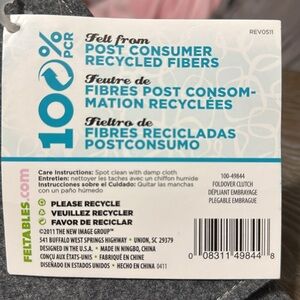 REV0511
100%
PCR
Felt from
POST CONSUMER
RECYCLED FIBERS
Feutre de
FIBRES POST CONSOM-
MATION RECYCLÉES
Fieltro de
FIBRAS RECICLADAS
POSTCONSUMO
FELTABLES.com
Care Instructions: Spot clean with damp cloth
Entretien: nettoyer les taches avec un chiffon humide
Instrucciones sobre el Cuidado: Quitar las manchas
con un paño húmedo
PLEASE RECYCLE
VEUILLEZ RECYCLER
FAVOR DE RECICLAR
©2011 THE NEW IMAGE GROUP™
541 BUFFALO WEST SPRINGS HIGHWAY • UNION, SC 29379
DESIGNED IN THE U.S.A. • MADE IN NINGBO, CHINA
CONÇU AUX ÉTATS-UNIS • FABRIQUÉ EN CHINE
DISEÑADO EN ESTADOS UNIDOS • HECHO EN CHINA 0411
100-49844
FOLDOVER CLUTCH
DÉPLIANT EMBRAYAGE
PLEGABLE EMBRAGUE
0 08311 49844 8